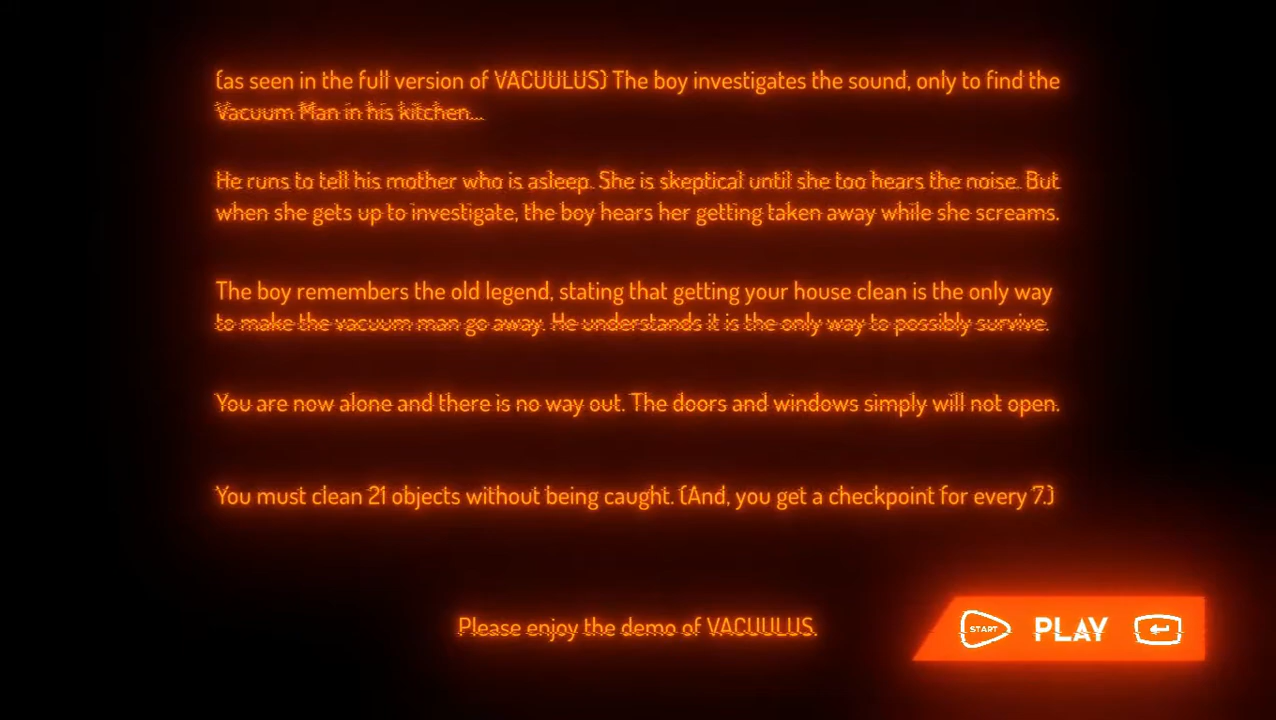 (as seen in the full version of VACUULUS) The boy investigates the sound, only to find the
Vacuum Man in his kitchen...
He runs to tell his mother who is asleep. She is skeptical until she too hears the noise. But
when she gets up to investigate, the boy hears her getting taken away while she screams.
The boy remembers the old legend, stating that getting your house clean is the only way
to make the vacuum man go away. He understands it is the only way to possibly survive.
You are now alone and there is no way out. The doors and windows simply will not open.
You must clean 21 objects without being caught. (And, you get a checkpoint for every 7.)
Please enjoy the demo of VACUULUS.
START PLAY